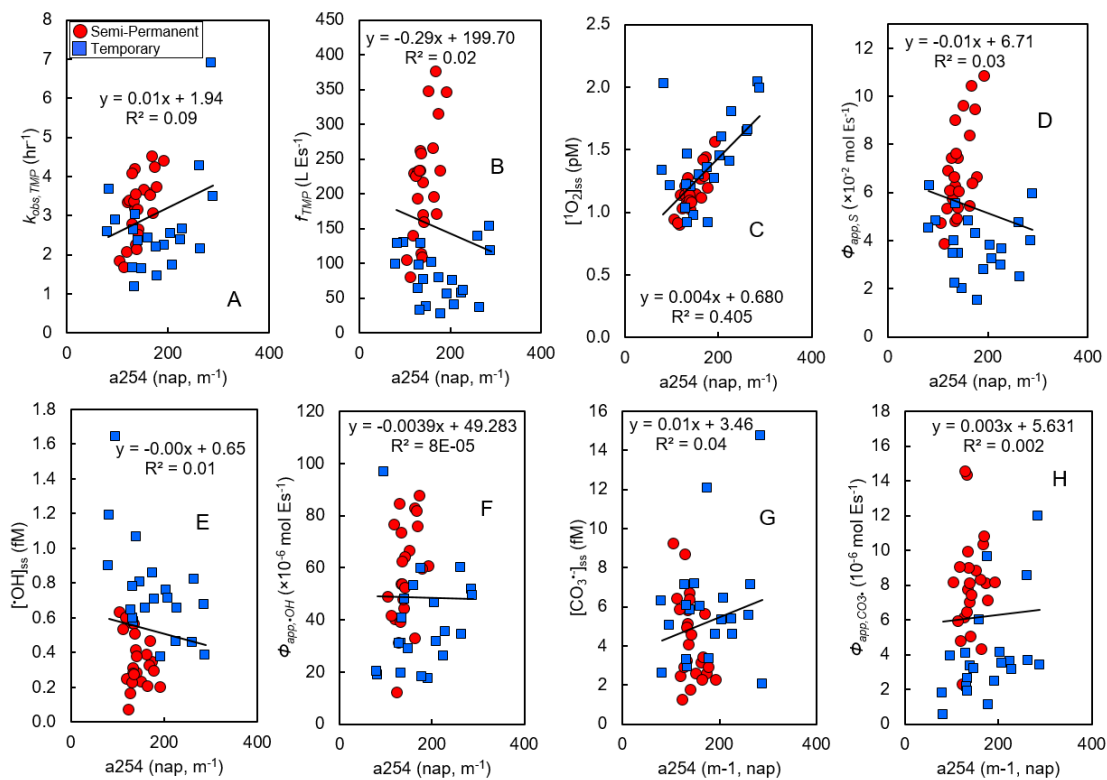 Semi-Permanent
Temporary
y = 0.01x + 1.94
R² = 0.09
A
k_obs,TMP (hr⁻¹)
8
7
6
5
4
3
2
1
0
0 200 400
a254 (nap, m⁻¹)
y = -0.29x + 199.70
R² = 0.02
B
f_TMP (L Es⁻¹)
450
400
350
300
250
200
150
100
50
0
0 200 400
a254 (nap, m⁻¹)
y = 0.004x + 0.680
R² = 0.405
C
[¹O₂]ss (pM)
2.5
2.0
1.5
1.0
0.5
0.0
0 200 400
a254 (nap, m⁻¹)
y = -0.01x + 6.71
R² = 0.03
D
Φapp,S (×10⁻² mol Es⁻¹)
12
10
8
6
4
2
0
0 200 400
a254 (nap, m⁻¹)
y = -0.00x + 0.65
R² = 0.01
E
[•OH]ss (fM)
1.8
1.6
1.4
1.2
1.0
0.8
0.6
0.4
0.2
0.0
0 200 400
a254 (nap, m⁻¹)
y = -0.0039x + 49.283
R² = 8E-05
F
Φapp,•OH (×10⁻⁶ mol Es⁻¹)
120
100
80
60
40
20
0
0 200 400
a254 (nap, m⁻¹)
y = 0.01x + 3.46
R² = 0.04
G
[CO₃•⁻]ss (fM)
16
14
12
10
8
6
4
2
0
0 200 400
a254 (m-1, nap)
y = 0.003x + 5.631
R² = 0.002
H
Φapp,CO3• (10⁻⁶ mol Es⁻¹)
16
14
12
10
8
6
4
2
0
0 200 400
a254 (m-1, nap)